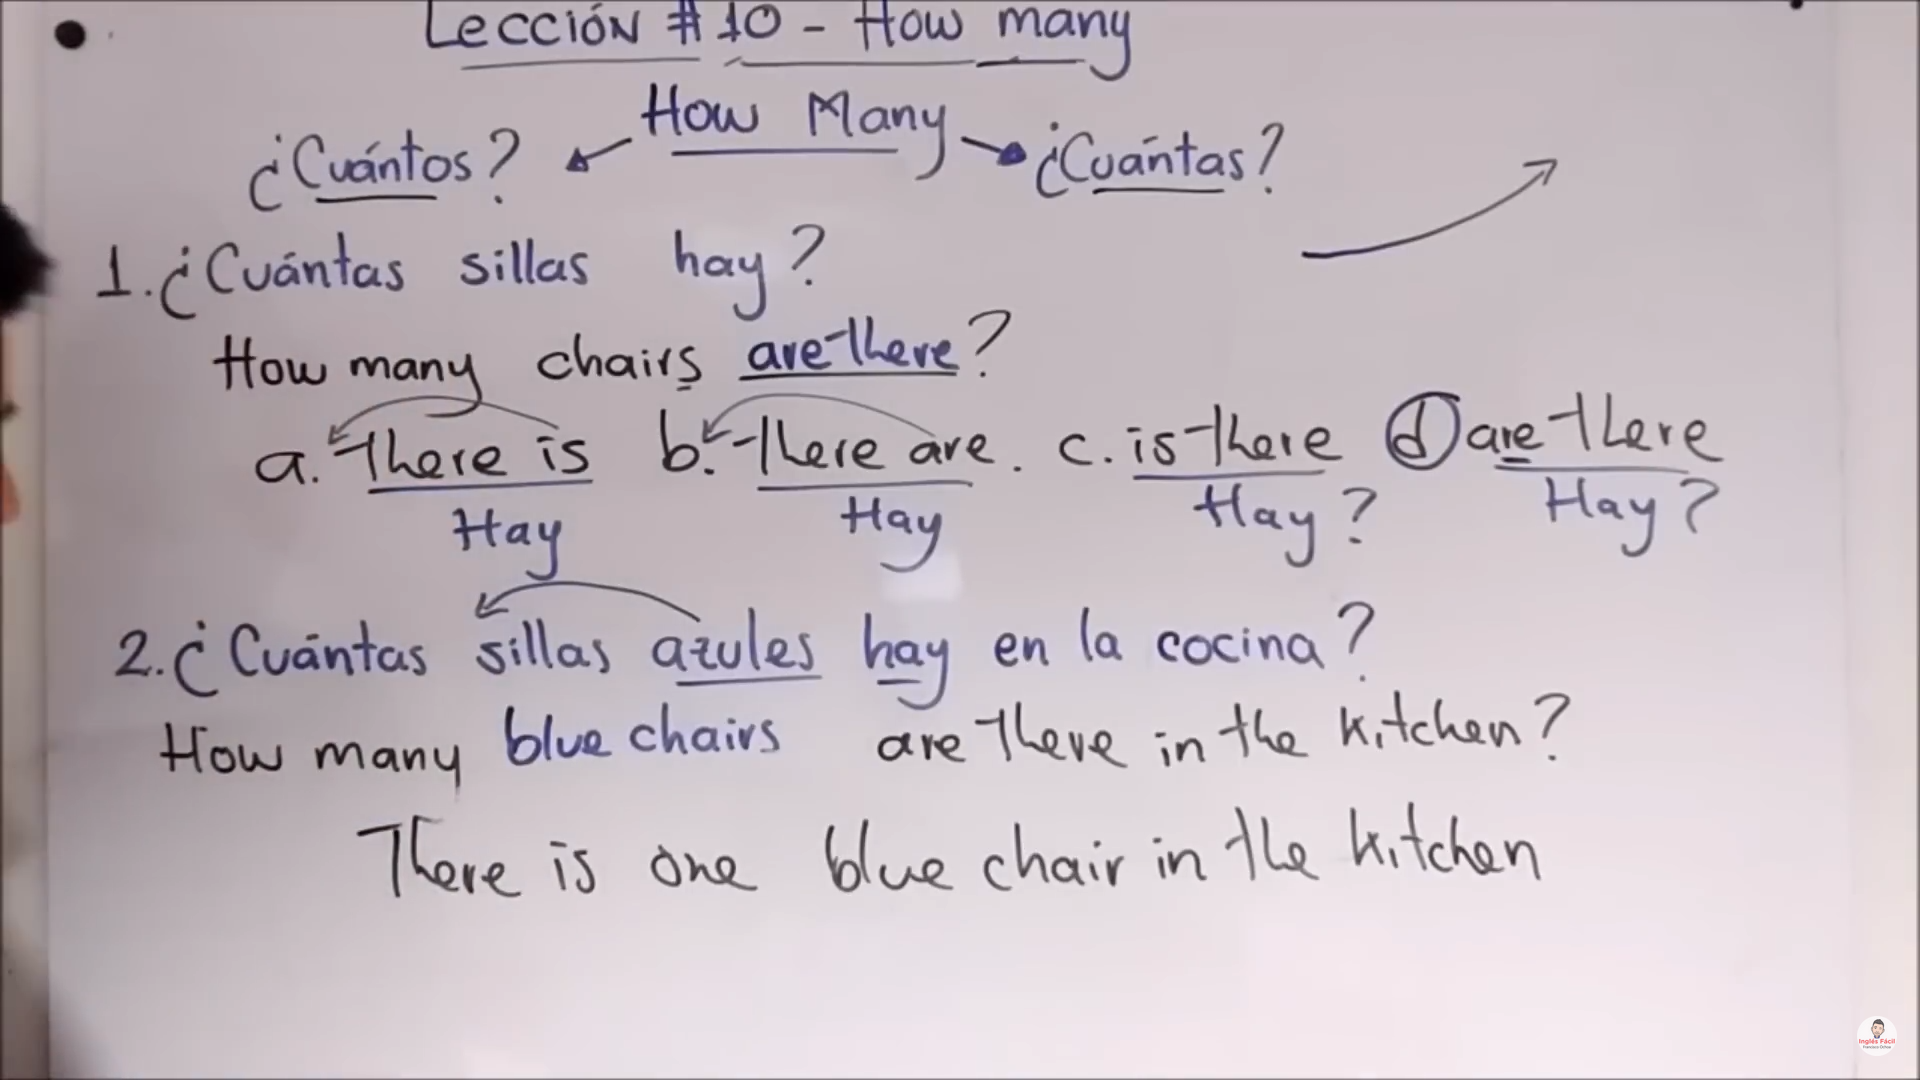 Lección #10 - How many
How Many
¿Cuántos? ¿Cuántas?
1. ¿Cuántas sillas hay?
How many chairs are there?
a. There is b. There are. c. is there d are there
Hay Hay Hay? Hay?
2. ¿Cuántas sillas azules hay en la cocina?
How many blue chairs are there in the kitchen?
There is one blue chair in the kitchen
Inglés Fácil